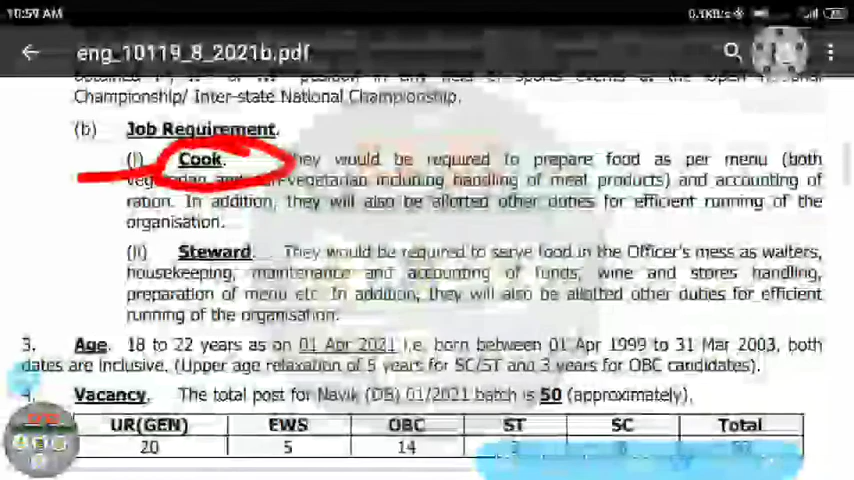 10:59 AM
eng_10119_8_2021b.pdf
Championship/ Inter-state National Championship.
(b) Job Requirement.
(i) Cook. They would be required to prepare food as per menu (both
vegetarian and non-vegetarian including handling of meat products) and accounting of
ration. In addition, they will also be allotted other duties for efficient running of the
organisation.
(ii) Steward. They would be required to serve food in the Officer's mess as waiters,
housekeeping, maintenance and accounting of funds, wine and stores handling,
preparation of menu etc. In addition, they will also be allotted other duties for efficient
running of the organisation.
3. Age. 18 to 22 years as on 01 Apr 2021 i.e. born between 01 Apr 1999 to 31 Mar 2003, both
dates are inclusive. (Upper age relaxation of 5 years for SC/ST and 3 years for OBC candidates).
4. Vacancy. The total post for Navik (DB) 01/2021 batch is 50 (approximately).
UR(GEN) EWS OBC ST SC Total
20 5 14